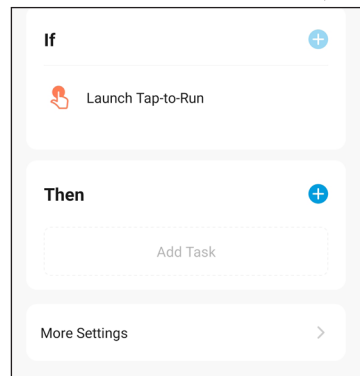 If
Launch Tap-to-Run
Then
Add Task
More Settings